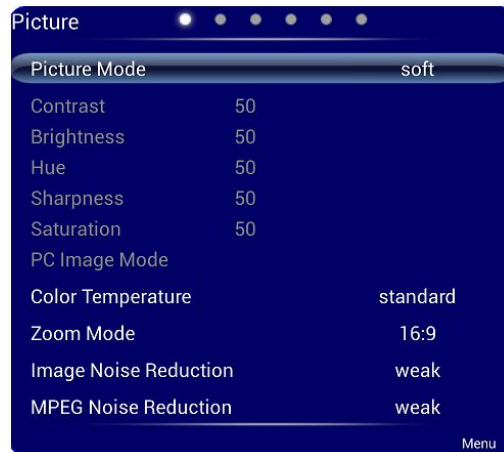 Picture
Picture Mode soft
Contrast 50
Brightness 50
Hue 50
Sharpness 50
Saturation 50
PC Image Mode
Color Temperature standard
Zoom Mode 16:9
Image Noise Reduction weak
MPEG Noise Reduction weak
Menu